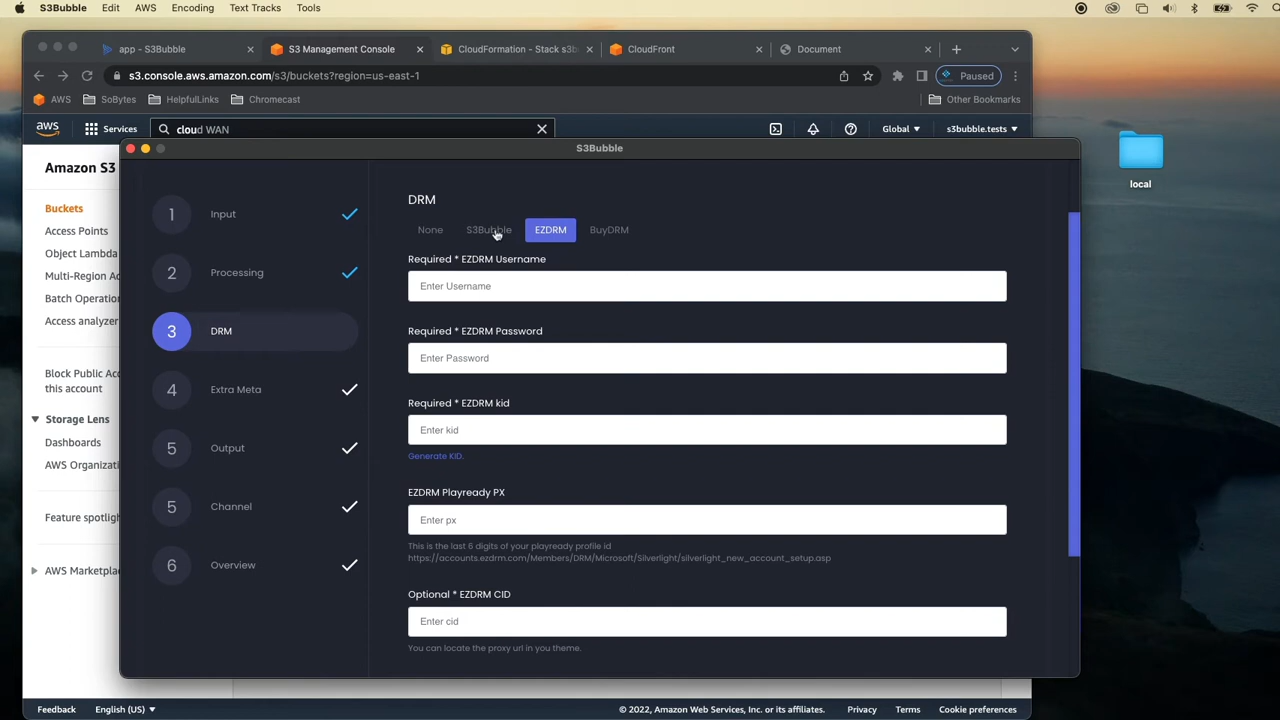 S3Bubble Edit AWS Encoding Text Tracks Tools
app - S3Bubble
S3 Management Console
CloudFormation - Stack s3b
CloudFront
Document
s3.console.aws.amazon.com/s3/buckets?region=us-east-1
Paused
AWS SoBytes HelpfulLinks Chromecast Other Bookmarks
aws Services cloud WAN Global s3bubble.tests
S3Bubble
Amazon S3
Buckets
Access Points
Object Lambda
Multi-Region Ac
Batch Operation
Access analyzer
Block Public Acc
this account
Storage Lens
Dashboards
AWS Organizati
Feature spotligh
AWS Marketplac
1 Input
2 Processing
3 DRM
4 Extra Meta
5 Output
5 Channel
6 Overview
DRM
None S3Bubble EZDRM BuyDRM
Required * EZDRM Username
Enter Username
Required * EZDRM Password
Enter Password
Required * EZDRM kid
Enter kid
Generate KID.
EZDRM Playready PX
Enter px
This is the last 6 digits of your playready profile id
https://accounts.ezdrm.com/Members/DRM/Microsoft/Silverlight/silverlight_new_account_setup.asp
Optional * EZDRM CID
Enter cid
You can locate the proxy url in you theme.
local
Feedback English (US) © 2022, Amazon Web Services, Inc. or its affiliates. Privacy Terms Cookie preferences